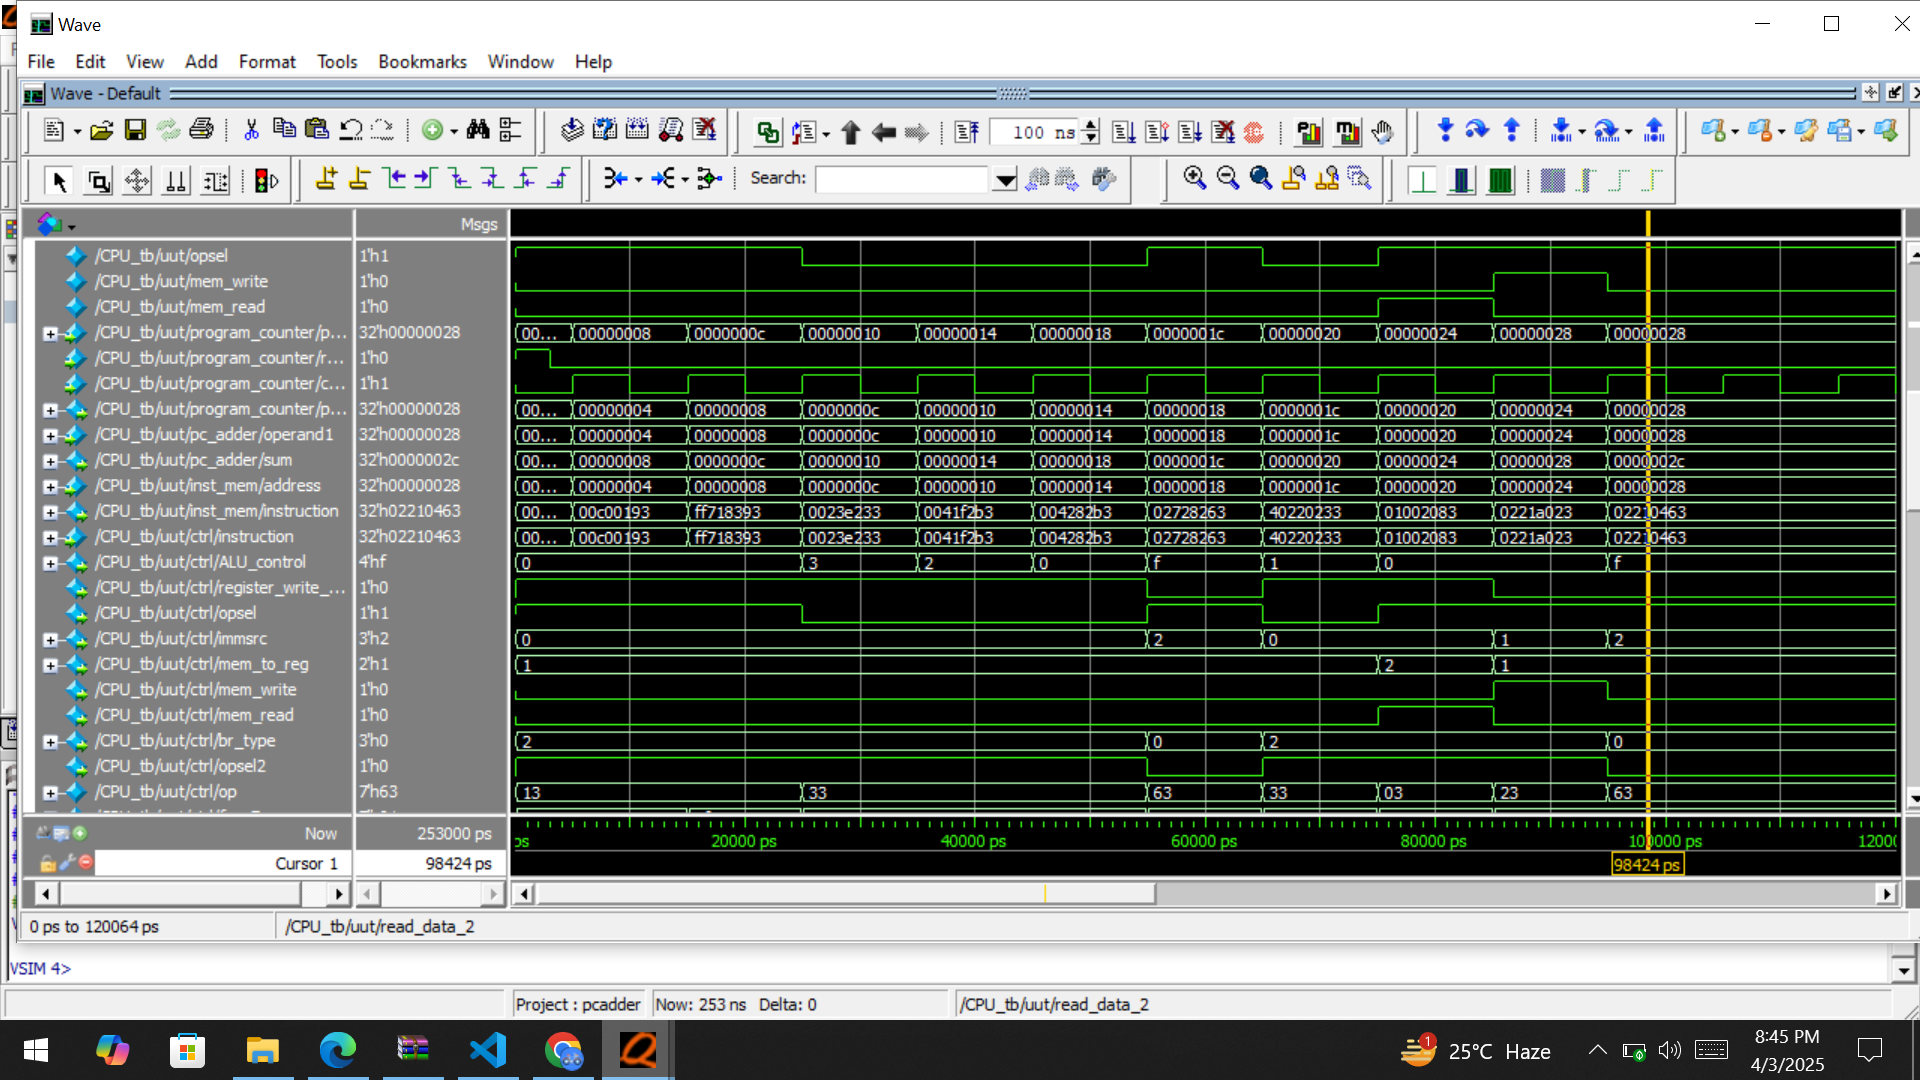 Wave
File Edit View Add Format Tools Bookmarks Window Help
Wave - Default
100 ns
Search:
Msgs
/CPU_tb/uut/opsel 1'h1
/CPU_tb/uut/mem_write 1'h0
/CPU_tb/uut/mem_read 1'h0
/CPU_tb/uut/program_counter/p... 32'h00000028 00... 00000008 0000000c 00000010 00000014 00000018 0000001c 00000020 00000024 00000028 00000028
/CPU_tb/uut/program_counter/r... 1'h0
/CPU_tb/uut/program_counter/c... 1'h1
/CPU_tb/uut/program_counter/p... 32'h00000028 00... 00000004 00000008 0000000c 00000010 00000014 00000018 0000001c 00000020 00000024 00000028
/CPU_tb/uut/pc_adder/operand1 32'h00000028 00... 00000004 00000008 0000000c 00000010 00000014 00000018 0000001c 00000020 00000024 00000028
/CPU_tb/uut/pc_adder/sum 32'h0000002c 00... 00000008 0000000c 00000010 00000014 00000018 0000001c 00000020 00000024 00000028 0000002c
/CPU_tb/uut/inst_mem/address 32'h00000028 00... 00000004 00000008 0000000c 00000010 00000014 00000018 0000001c 00000020 00000024 00000028
/CPU_tb/uut/inst_mem/instruction 32'h02210463 00... 00c00193 ff718393 0023e233 0041f2b3 004282b3 02728263 40220233 01002083 0221a023 02210463
/CPU_tb/uut/ctrl/instruction 32'h02210463 00... 00c00193 ff718393 0023e233 0041f2b3 004282b3 02728263 40220233 01002083 0221a023 02210463
/CPU_tb/uut/ctrl/ALU_control 4'hf 0 3 2 0 f 1 0 f
/CPU_tb/uut/ctrl/register_write_... 1'h0
/CPU_tb/uut/ctrl/opsel 1'h1
/CPU_tb/uut/ctrl/immsrc 3'h2 0 2 0 1 2
/CPU_tb/uut/ctrl/mem_to_reg 2'h1 1 2 1
/CPU_tb/uut/ctrl/mem_write 1'h0
/CPU_tb/uut/ctrl/mem_read 1'h0
/CPU_tb/uut/ctrl/br_type 3'h0 2 0 2 0
/CPU_tb/uut/ctrl/opsel2 1'h0
/CPU_tb/uut/ctrl/op 7'h63 13 33 63 33 03 23 63
Now 253000 ps ps 20000 ps 40000 ps 60000 ps 80000 ps 100000 ps 12000
Cursor 1 98424 ps 98424 ps
0 ps to 120064 ps /CPU_tb/uut/read_data_2
VSIM 4>
Project : pcadder Now: 253 ns Delta: 0 /CPU_tb/uut/read_data_2
1 25°C Haze 8:45 PM
4/3/2025